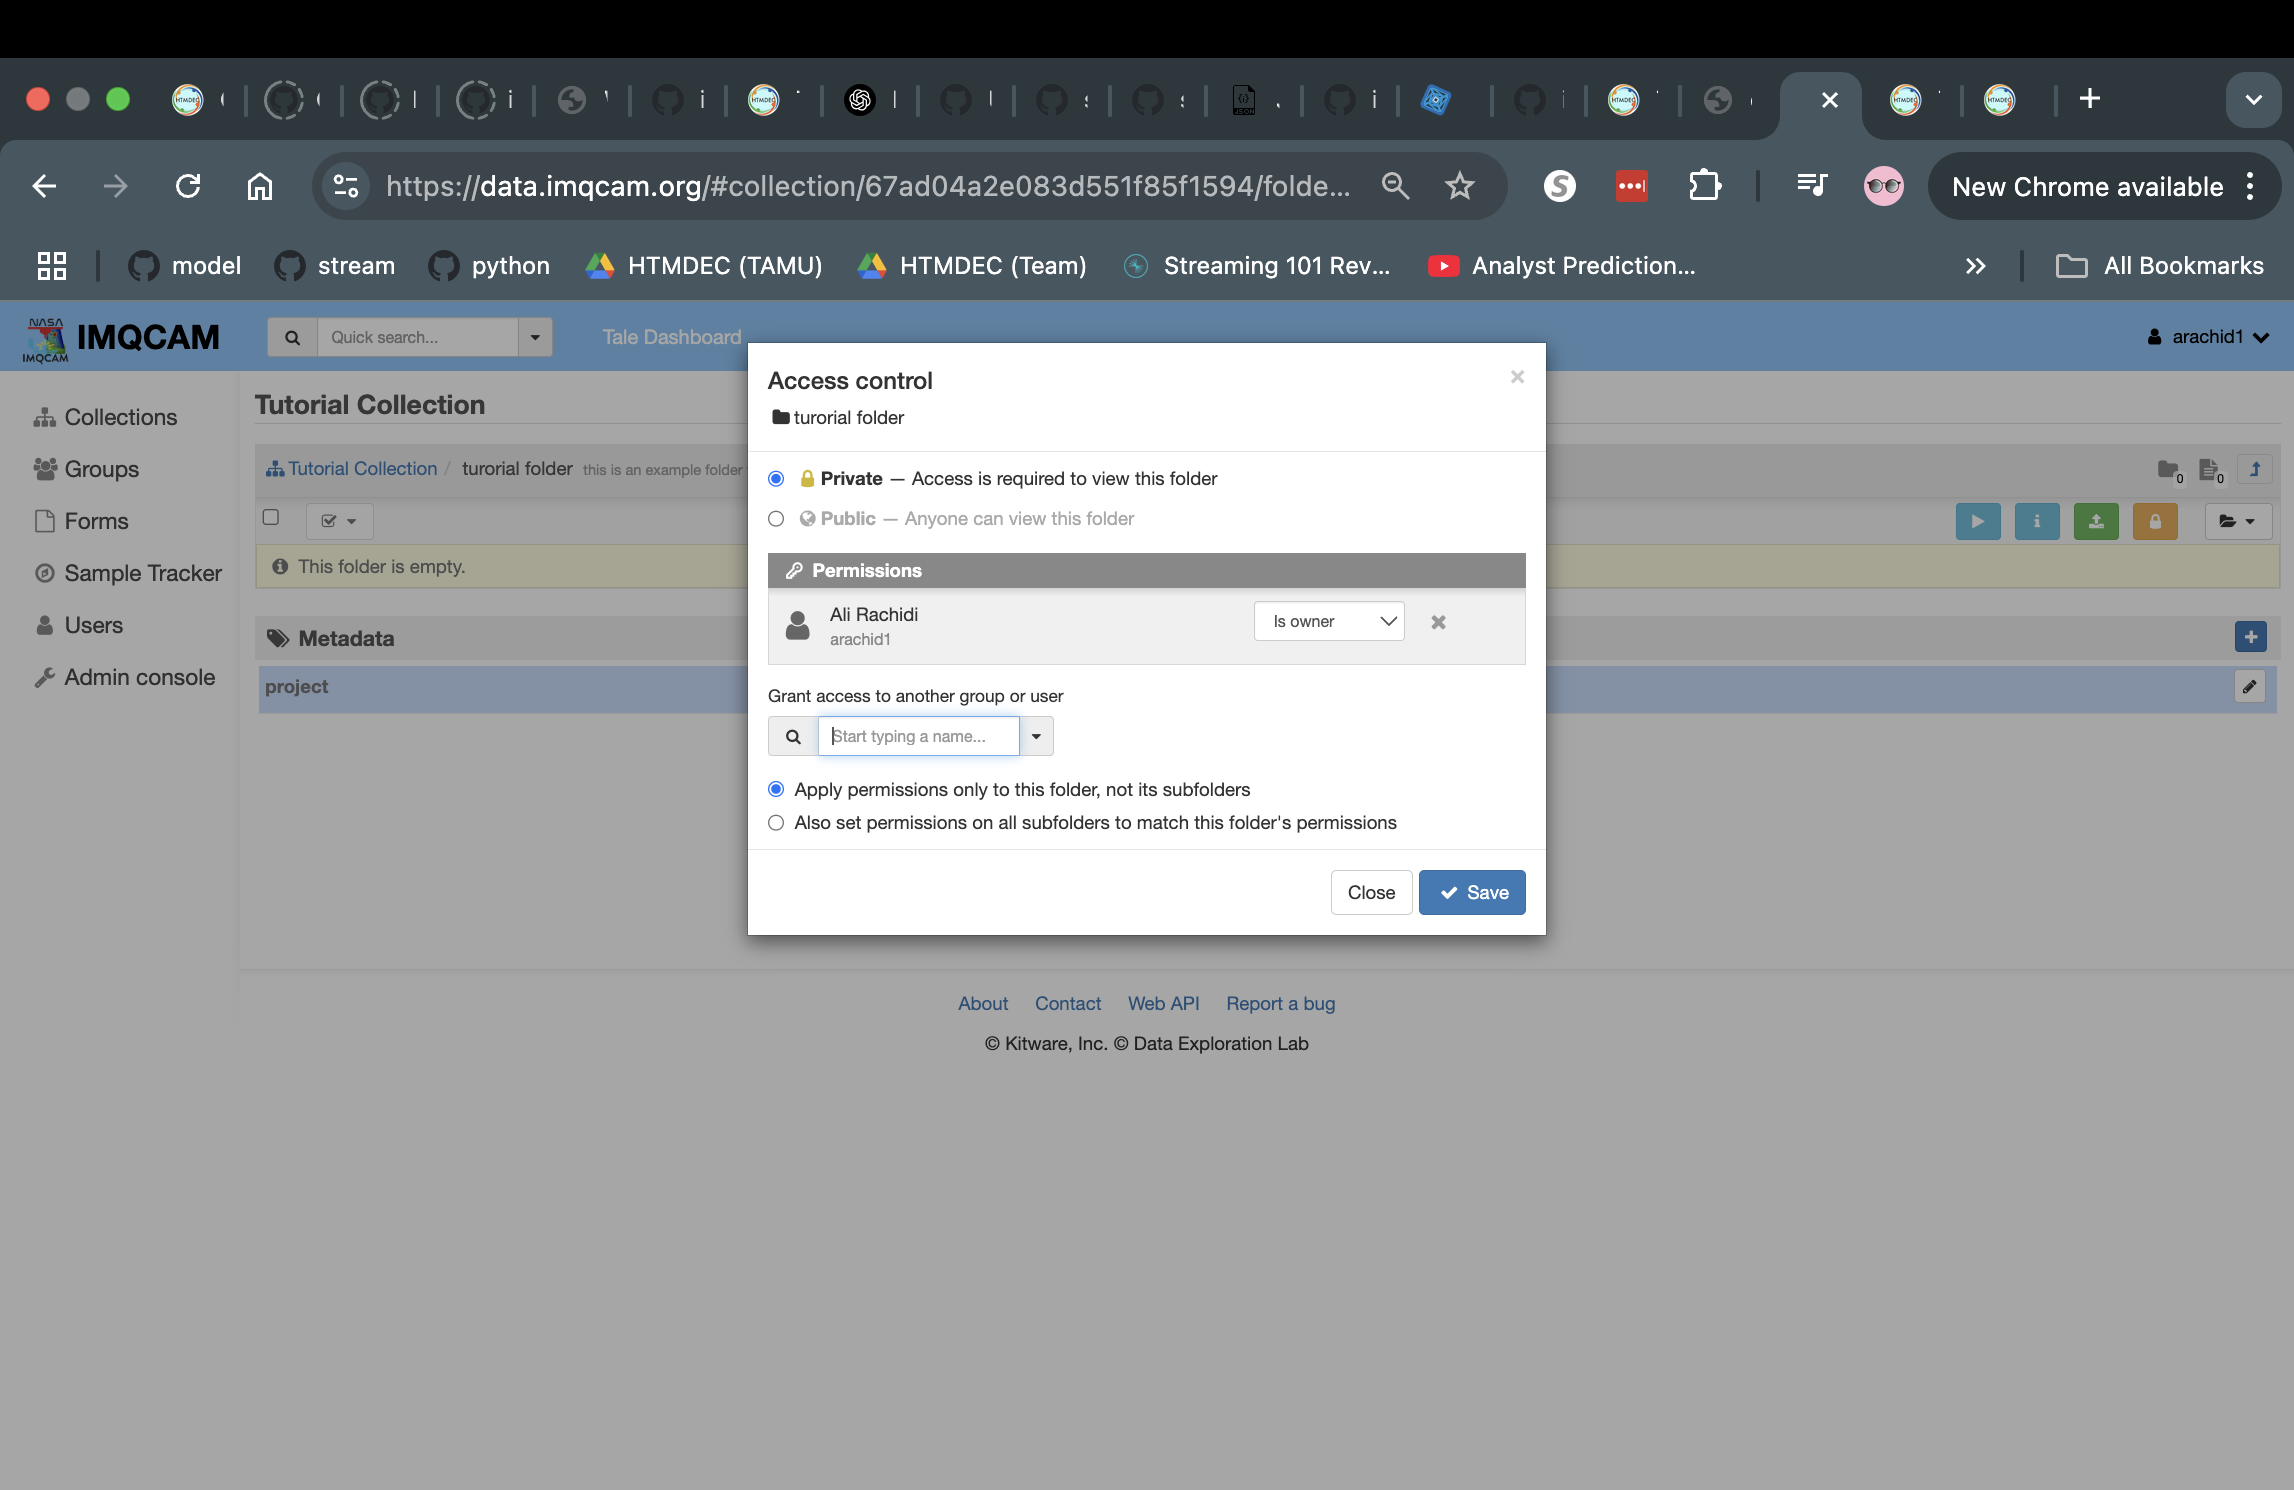 https://data.imqcam.org/#collection/67ad04a2e083d551f85f1594/folde...
New Chrome available
model
stream
python
HTMDEC (TAMU)
HTMDEC (Team)
Streaming 101 Rev...
Analyst Prediction...
All Bookmarks
NASA
IMQCAM
IMQCAM
Quick search...
Tale Dashboard
arachid1
Collections
Groups
Forms
Sample Tracker
Users
Admin console
Tutorial Collection
Tutorial Collection / turorial folder this is an example folder
0
0
This folder is empty.
Metadata
project
Access control
turorial folder
Private — Access is required to view this folder
Public — Anyone can view this folder
Permissions
Ali Rachidi
arachid1
Is owner
Grant access to another group or user
Start typing a name...
Apply permissions only to this folder, not its subfolders
Also set permissions on all subfolders to match this folder's permissions
Close
Save
About
Contact
Web API
Report a bug
© Kitware, Inc. © Data Exploration Lab